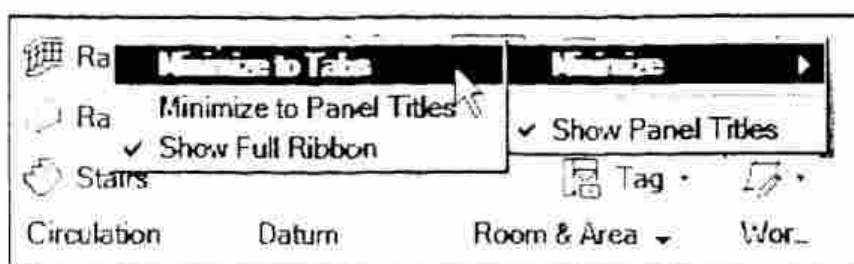 Ra Minimize to Tabs Minimize
Ra Minimize to Panel Titles
✓ Show Full Ribbon ✓ Show Panel Titles
Stairs Tag
Circulation Datum Room & Area Wor...